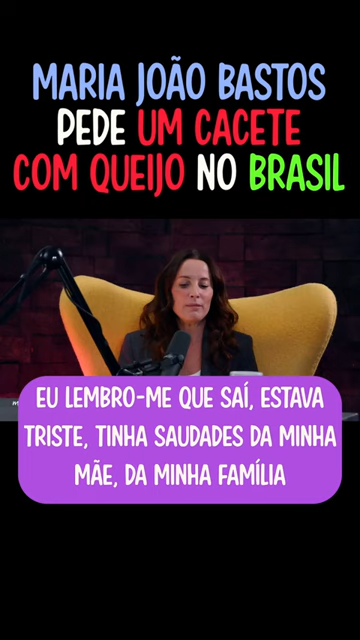 MARIA JOÃO BASTOS
PEDE UM CACETE
COM QUEIJO NO BRASIL
EU LEMBRO-ME QUE SAÍ, ESTAVA
TRISTE, TINHA SAUDADES DA MINHA
MÃE, DA MINHA FAMÍLIA